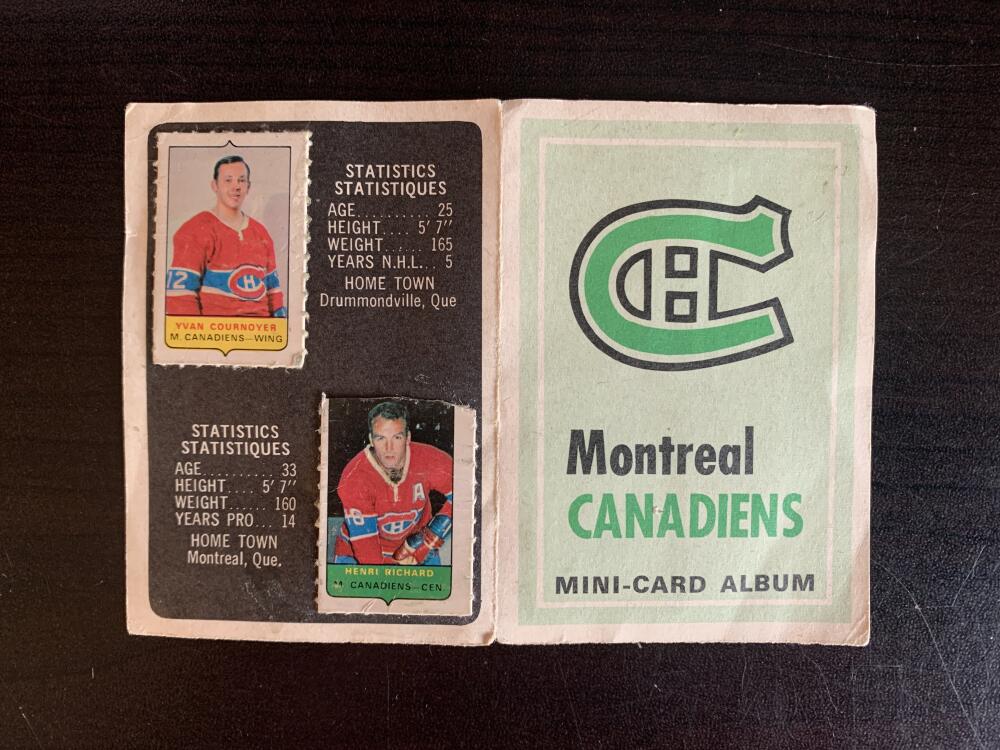 12
YVAN COURNOYER
M. CANADIENS—WING
STATISTICS
STATISTIQUES
AGE.......... 25
HEIGHT.... 5' 7"
WEIGHT...... 165
YEARS N.H.L... 5
HOME TOWN
Drummondville, Que
STATISTICS
STATISTIQUES
AGE.......... 33
HEIGHT.... 5' 7"
WEIGHT...... 160
YEARS PRO... 14
HOME TOWN
Montreal, Que.
A
HENRI RICHARD
M. CANADIENS—CEN.
CH
Montreal
CANADIENS
MINI-CARD ALBUM